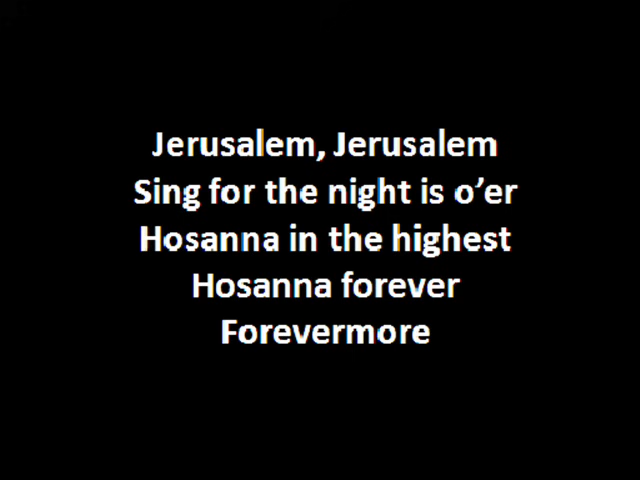 Jerusalem, Jerusalem
Sing for the night is o’er
Hosanna in the highest
Hosanna forever
Forevermore